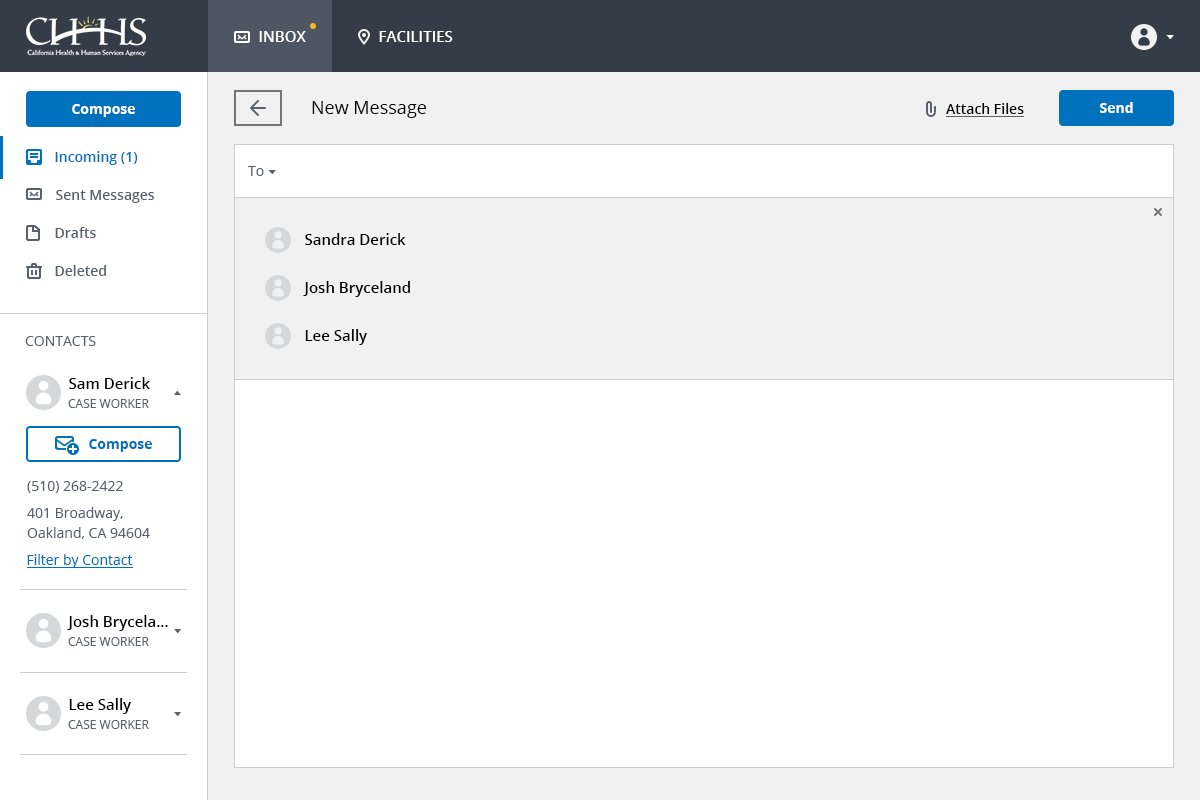 CHHS
California Health & Human Services Agency
INBOX
FACILITIES
Compose
Incoming (1)
Sent Messages
Drafts
Deleted
CONTACTS
Sam Derick
CASE WORKER
Compose
(510) 268-2422
401 Broadway,
Oakland, CA 94604
Filter by Contact
Josh Brycela...
CASE WORKER
Lee Sally
CASE WORKER
New Message
Attach Files
Send
To
Sandra Derick
Josh Bryceland
Lee Sally